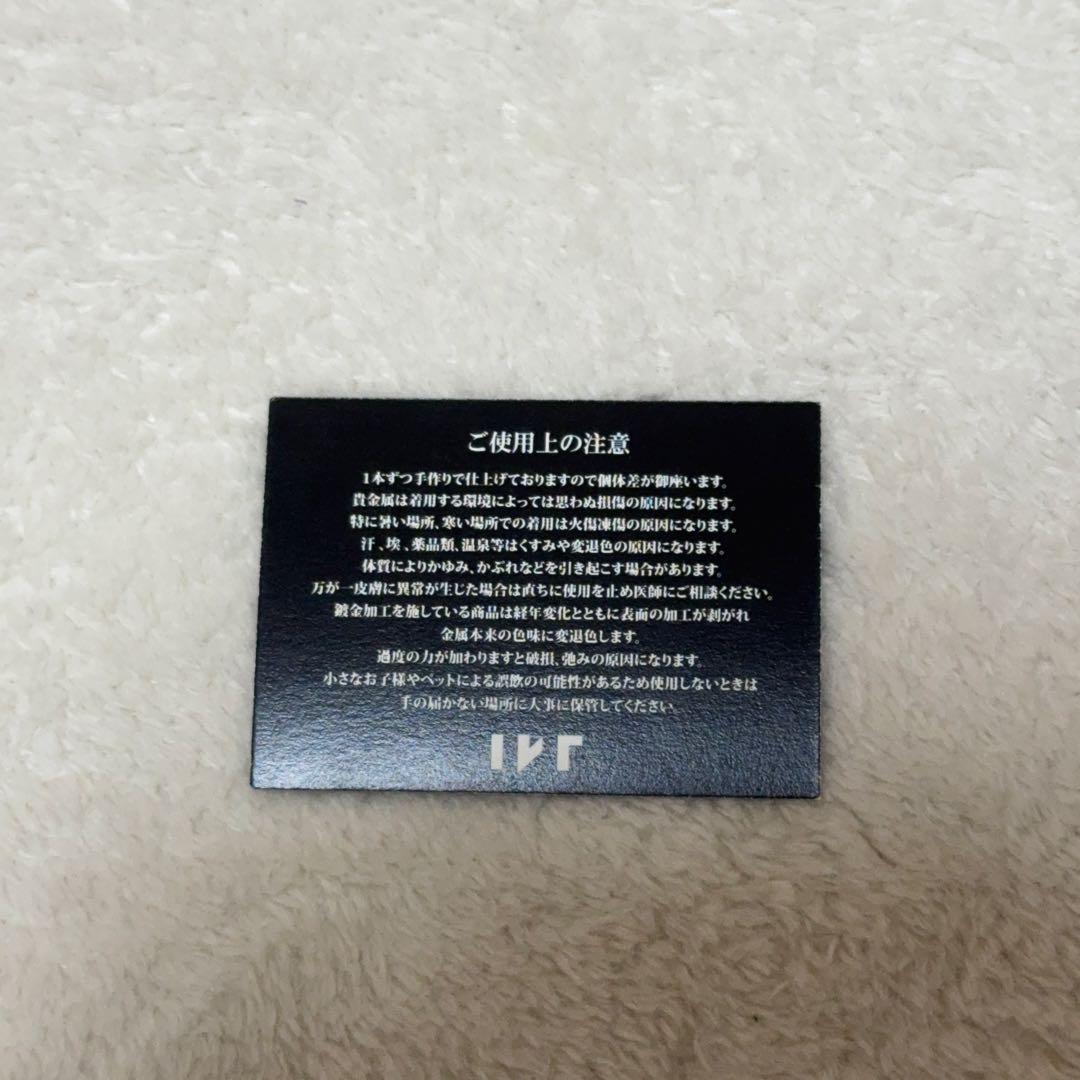 ご使用上の注意
1本ずつ手作りで仕上げておりますので個体差が御座います。
貴金属は着用する環境によっては思わぬ損傷の原因になります。
特に暑い場所、寒い場所での着用は火傷凍傷の原因になります。
汗、埃、薬品類、温泉等はくすみや変退色の原因になります。
体質によりかゆみ、かぶれなどを引き起こす場合があります。
万が一皮膚に異常が生じた場合は直ちに使用を止め医師にご相談ください。
鍍金加工を施している商品は経年変化とともに表面の加工が剥がれ
金属本来の色味に変退色します。
過度の力が加わりますと破損、弛みの原因になります。
小さなお子様やペットによる誤飲の可能性があるため使用しないときは
手の届かない場所に大事に保管してください。